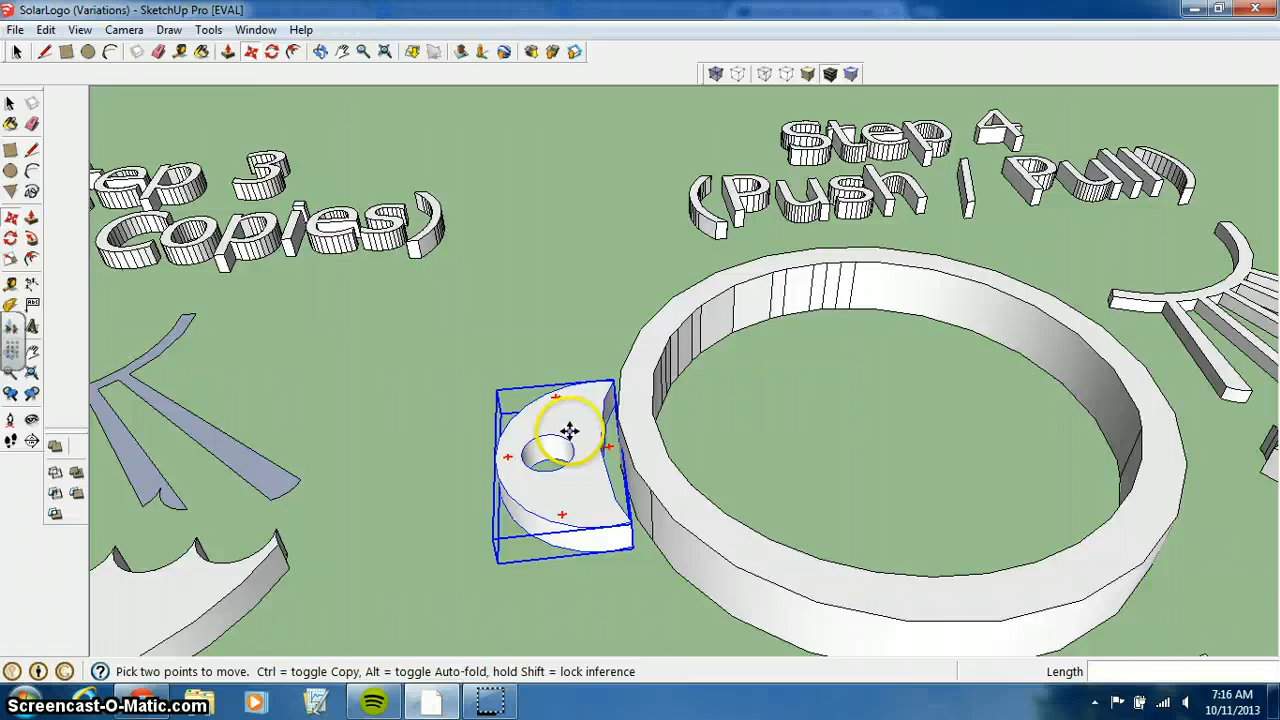 SolarLogo (Variations) - SketchUp Pro [EVAL]
File Edit View Camera Draw Tools Window Help
Step 4
(Push / Pull)
ep 3
Copies)
Pick two points to move. Ctrl = toggle Copy, Alt = toggle Auto-fold, hold Shift = lock inference
Length
7:16 AM
10/11/2013
Screencast-O-Matic.com